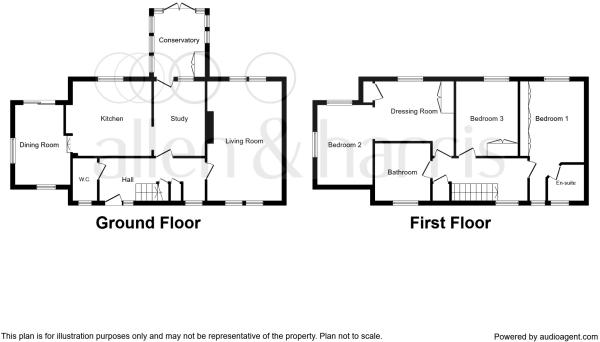 Conservatory
Kitchen
Study
Living Room
Dining Room
W.C
Hall
Ground Floor
Dressing Room
Bedroom 3
Bedroom 1
Bedroom 2
Bathroom
En-suite
First Floor
allen & harris
This plan is for illustration purposes only and may not be representative of the property. Plan not to scale.
Powered by audioagent.com